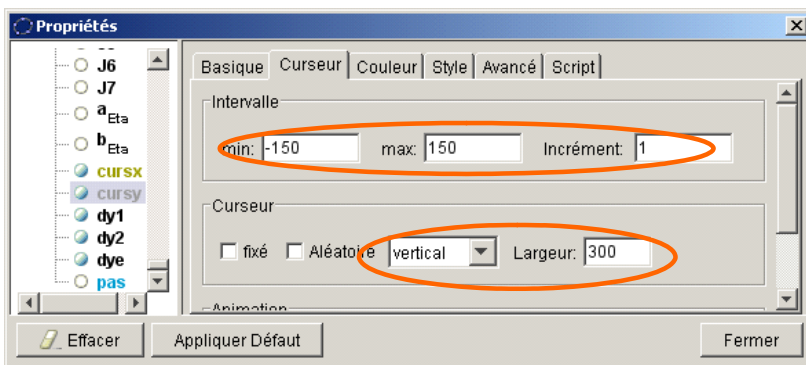 Propriétés
J6
J7
aEta
bEta
cursx
cursy
dy1
dy2
dye
pas
Basique Curseur Couleur Style Avancé Script
Intervalle
min: -150 max: 150 Incrément: 1
Curseur
fixé Aléatoire vertical Largeur: 300
Animation
Effacer Appliquer Défaut Fermer